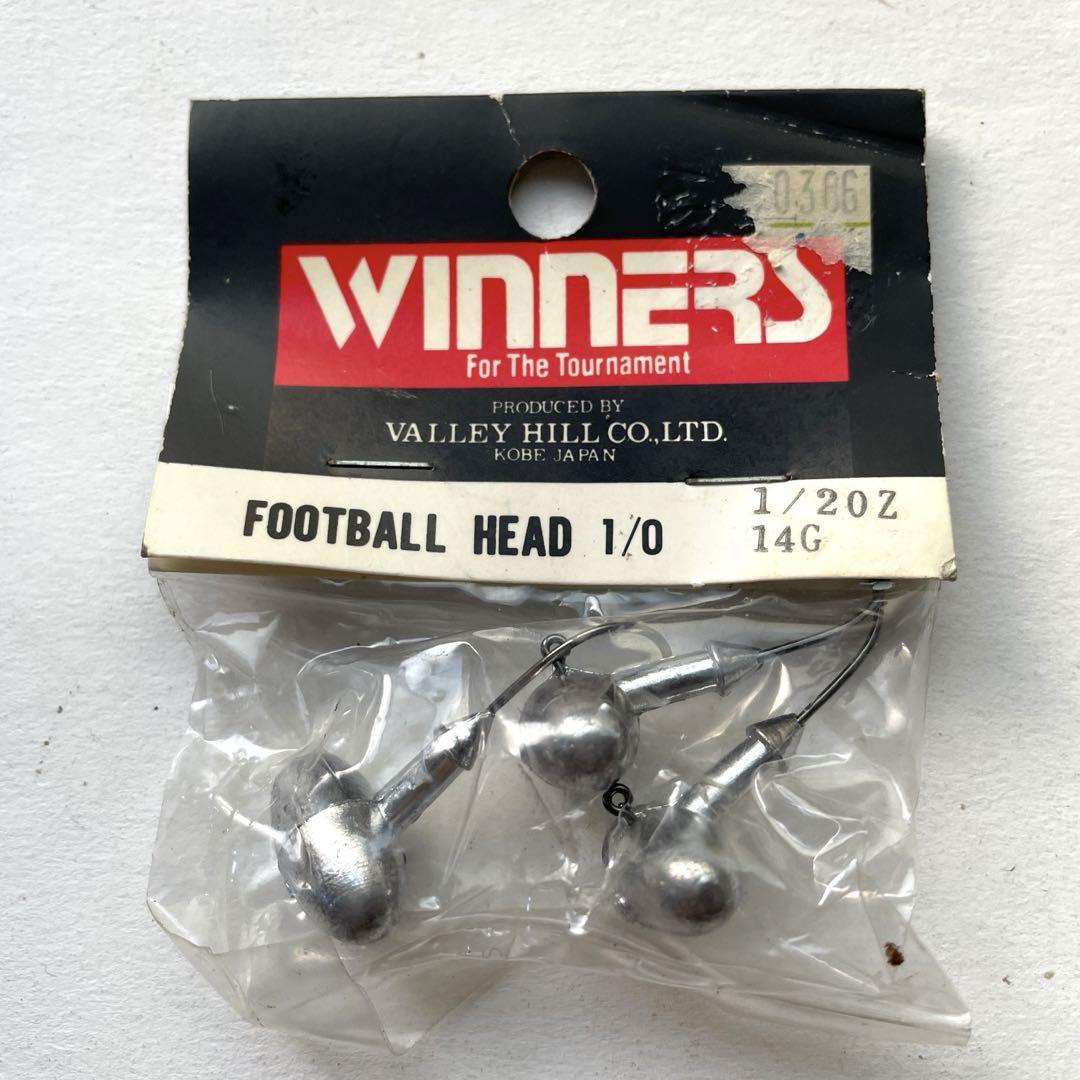 0306
WINNERS
For The Tournament
PRODUCED BY
VALLEY HILL CO.,LTD.
KOBE JAPAN
FOOTBALL HEAD 1/0
1/2OZ
14G